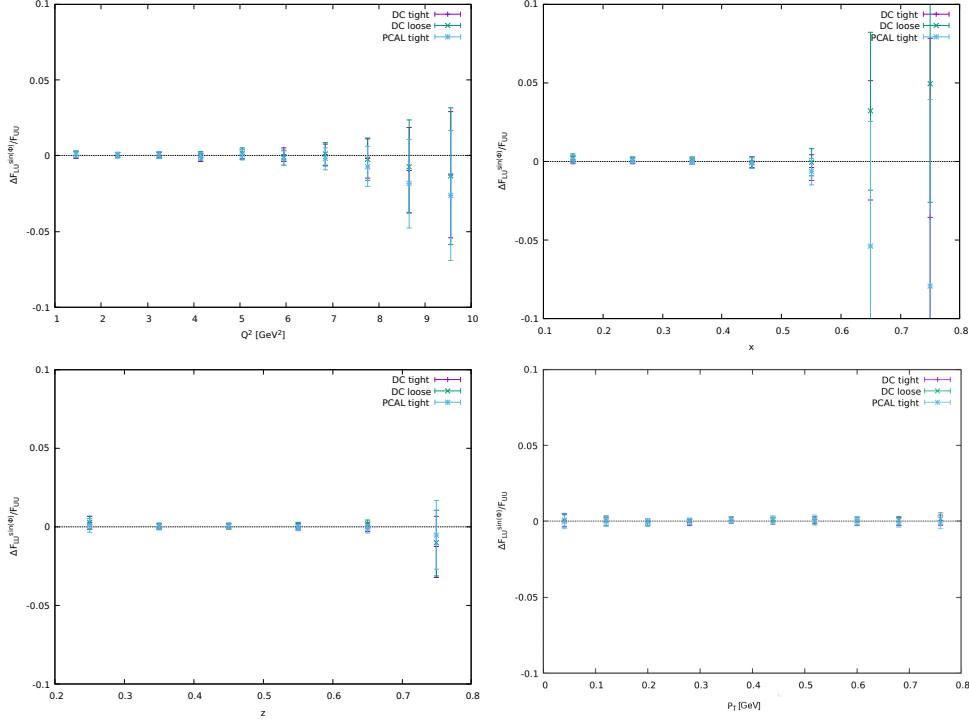 0.1
0.05
0
-0.05
-0.1
ΔF_LU^sin(Φ)/F_UU
DC tight
DC loose
PCAL tight
1 2 3 4 5 6 7 8 9 10
Q² [GeV²]
0.1
0.05
0
-0.05
-0.1
ΔF_LU^sin(Φ)/F_UU
DC tight
DC loose
PCAL tight
0.1 0.2 0.3 0.4 0.5 0.6 0.7 0.8
x
0.1
0.05
0
-0.05
-0.1
ΔF_LU^sin(Φ)/F_UU
DC tight
DC loose
PCAL tight
0.2 0.3 0.4 0.5 0.6 0.7 0.8
z
0.1
0.05
0
-0.05
-0.1
ΔF_LU^sin(Φ)/F_UU
DC tight
DC loose
PCAL tight
0 0.1 0.2 0.3 0.4 0.5 0.6 0.7 0.8
p_T [GeV]